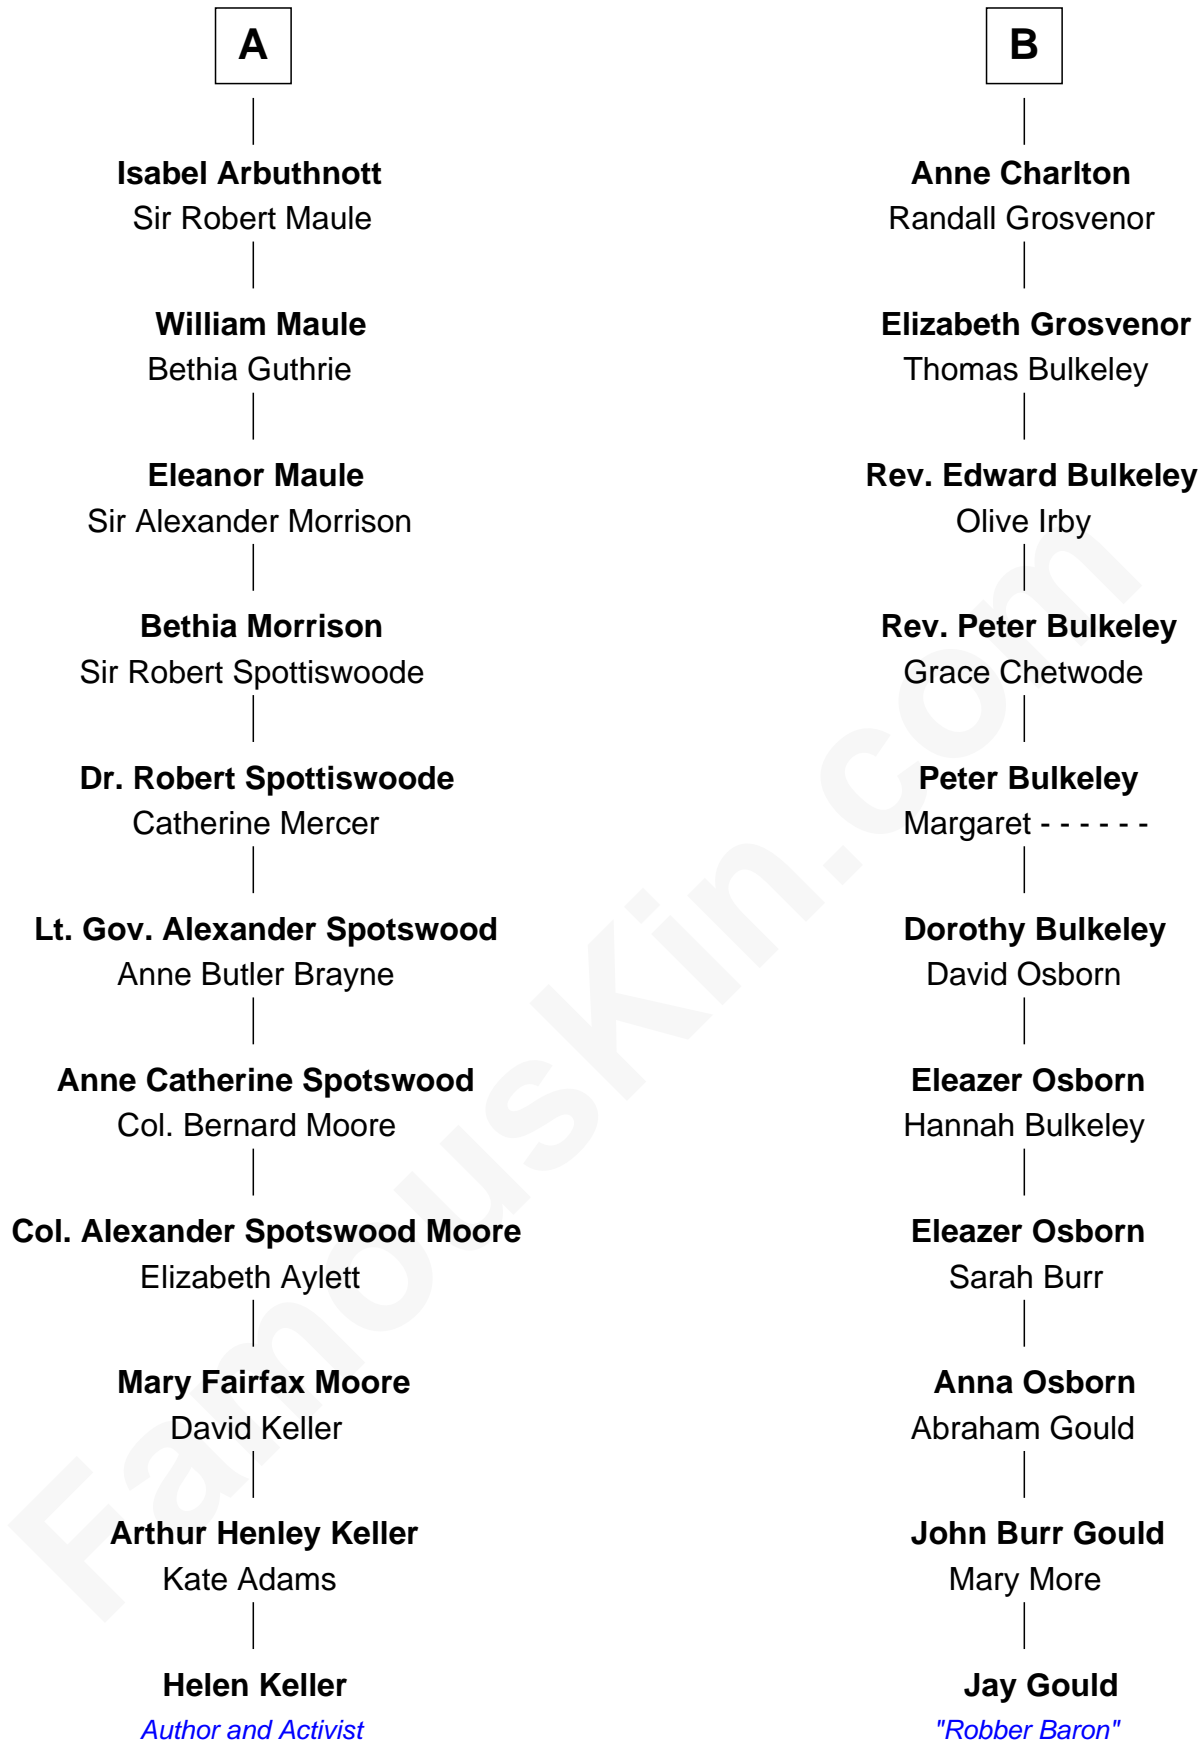 A
Isabel Arbuthnott
Sir Robert Maule
William Maule
Bethia Guthrie
Eleanor Maule
Sir Alexander Morrison
Bethia Morrison
Sir Robert Spottiswoode
Dr. Robert Spottiswoode
Catherine Mercer
Lt. Gov. Alexander Spotswood
Anne Butler Brayne
Anne Catherine Spotswood
Col. Bernard Moore
Col. Alexander Spotswood Moore
Elizabeth Aylett
Mary Fairfax Moore
David Keller
Arthur Henley Keller
Kate Adams
Helen Keller
Author and Activist
B
Anne Charlton
Randall Grosvenor
Elizabeth Grosvenor
Thomas Bulkeley
Rev. Edward Bulkeley
Olive Irby
Rev. Peter Bulkeley
Grace Chetwode
Peter Bulkeley
Margaret - - - - - -
Dorothy Bulkeley
David Osborn
Eleazer Osborn
Hannah Bulkeley
Eleazer Osborn
Sarah Burr
Anna Osborn
Abraham Gould
John Burr Gould
Mary More
Jay Gould
"Robber Baron"
FamousKin.com